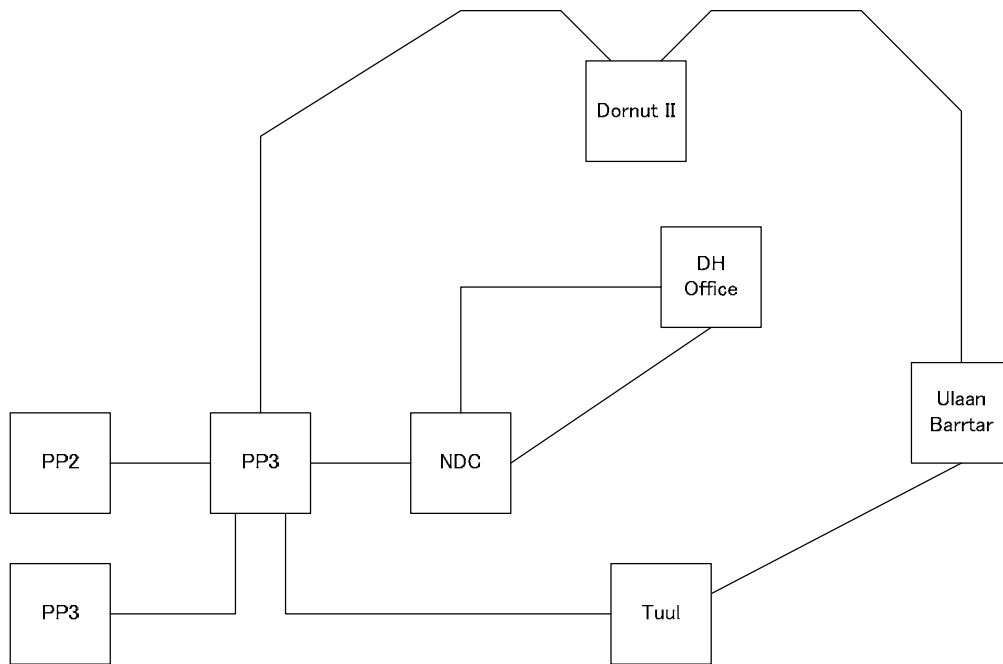 Dornut II
DH
Office
Ulaan
Barrtar
PP2
PP3
NDC
PP3
Tuul